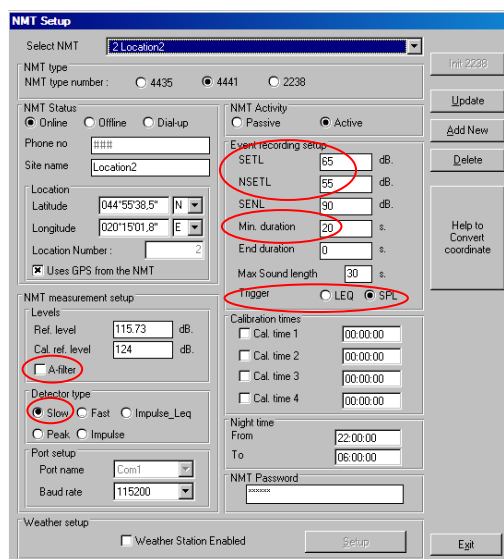 NMT Setup
Select NMT 2 Location2
Init 2238
NMT type
NMT type number : 4435 4441 2238
Update
NMT Status
Online Offline Dial-up
NMT Activity
Passive Active
Add New
Phone no ###
Event recording setup
Site name Location2
SETL 65 dB.
Delete
NSETL 55 dB.
Location
Latitude 044°55'38,5" N
SENL 90 dB.
Longitude 020°15'01,8" E
Min. duration 20 s.
Help to
Convert
coordinate
Location Number : 2
End duration 0 s.
Uses GPS from the NMT
Max Sound length 30 s.
Trigger LEQ SPL
NMT measurement setup
Levels
Ref. level 115.73 dB.
Cal. ref. level 124 dB.
A-filter
Calibration times
Cal. time 1 00:00:00
Cal. time 2 00:00:00
Cal. time 3 00:00:00
Cal. time 4 00:00:00
Detector type
Slow Fast Impulse_Leq
Peak Impulse
Night time
From 22:00:00
To 06:00:00
Port setup
Port name Com1
Baud rate 115200
NMT Password
xxxxxx
Weather setup
Weather Station Enabled Setup
Exit